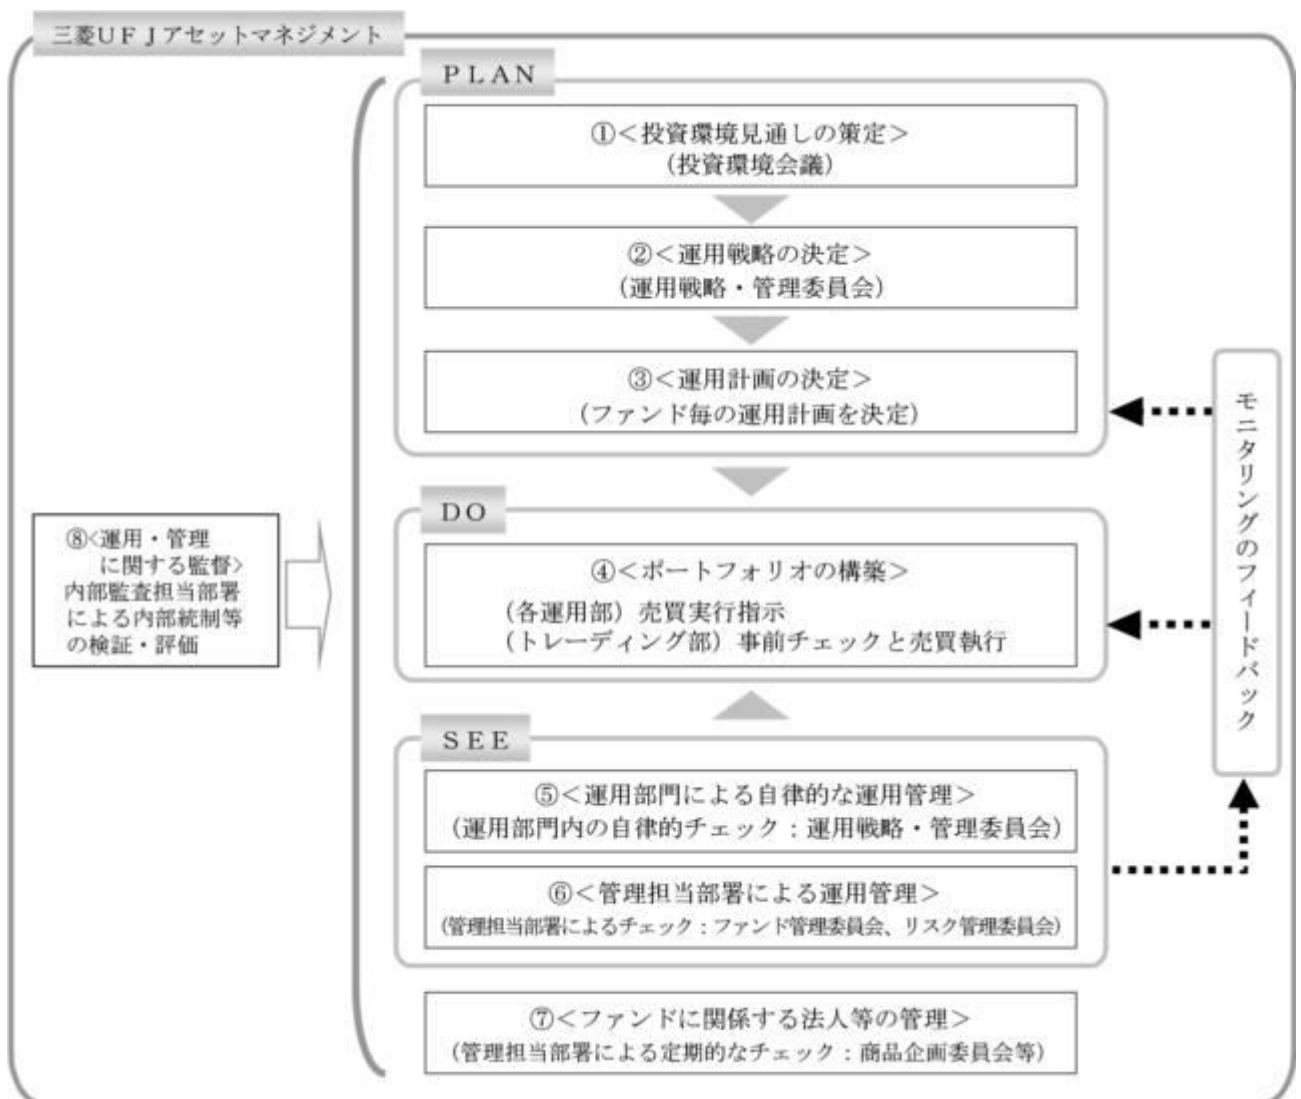 三菱ＵＦＪアセットマネジメント
ＰＬＡＮ
①＜投資環境見通しの策定＞
（投資環境会議）
②＜運用戦略の決定＞
（運用戦略・管理委員会）
③＜運用計画の決定＞
（ファンド毎の運用計画を決定）
ＤＯ
④＜ポートフォリオの構築＞
（各運用部）売買実行指示
（トレーディング部）事前チェックと売買執行
ＳＥＥ
⑤＜運用部門による自律的な運用管理＞
（運用部門内の自律的チェック：運用戦略・管理委員会）
⑥＜管理担当部署による運用管理＞
（管理担当部署によるチェック：ファンド管理委員会、リスク管理委員会）
⑦＜ファンドに関係する法人等の管理＞
（管理担当部署による定期的なチェック：商品企画委員会等）
⑧<運用・管理
に関する監督>
内部監査担当部署
による内部統制等
の検証・評価
モニタリングのフィードバック